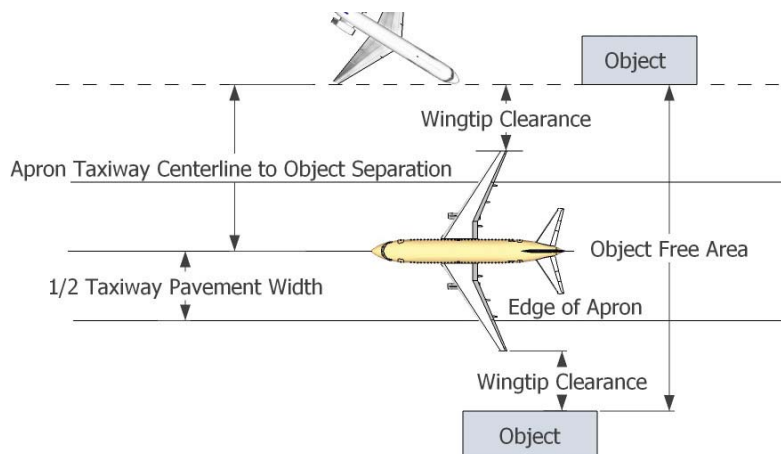 Object
Wingtip Clearance
Apron Taxiway Centerline to Object Separation
Object Free Area
1/2 Taxiway Pavement Width
Edge of Apron
Wingtip Clearance
Object